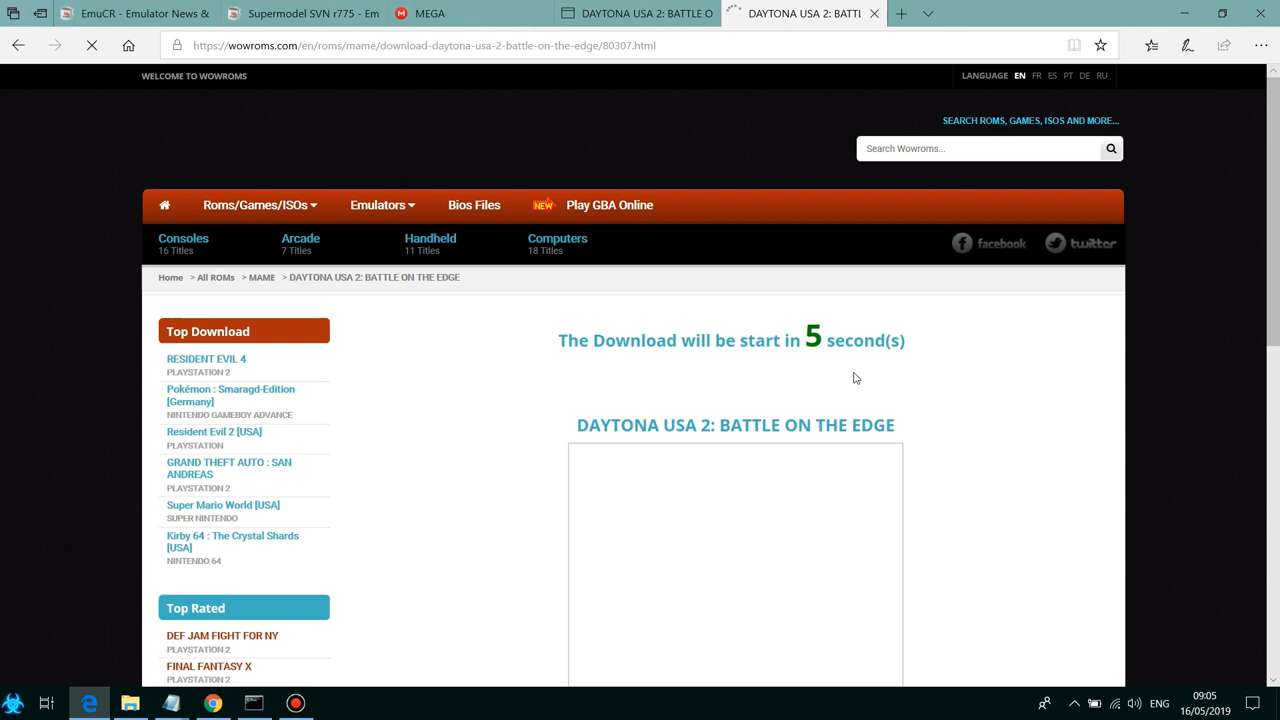 EmuCR - Emulator News &
Supermodel SVN r775 - Em
MEGA
DAYTONA USA 2: BATTLE O
DAYTONA USA 2: BATTL
https://wowroms.com/en/roms/mame/download-daytona-usa-2-battle-on-the-edge/80307.html
WELCOME TO WOWROMS
LANGUAGE EN FR ES PT DE RU
SEARCH ROMS, GAMES, ISOS AND MORE...
Search Wowroms...
Roms/Games/ISOs
Emulators
Bios Files
NEW
Play GBA Online
Consoles
16 Titles
Arcade
7 Titles
Handheld
11 Titles
Computers
18 Titles
facebook
twitter
Home > All ROMs > MAME > DAYTONA USA 2: BATTLE ON THE EDGE
Top Download
RESIDENT EVIL 4
PLAYSTATION 2
Pokémon : Smaragd-Edition
[Germany]
NINTENDO GAMEBOY ADVANCE
Resident Evil 2 [USA]
PLAYSTATION
GRAND THEFT AUTO : SAN
ANDREAS
PLAYSTATION 2
Super Mario World [USA]
SUPER NINTENDO
Kirby 64 : The Crystal Shards
[USA]
NINTENDO 64
Top Rated
DEF JAM FIGHT FOR NY
PLAYSTATION 2
FINAL FANTASY X
PLAYSTATION 2
The Download will be start in 5 second(s)
DAYTONA USA 2: BATTLE ON THE EDGE
ENG
09:05
16/05/2019